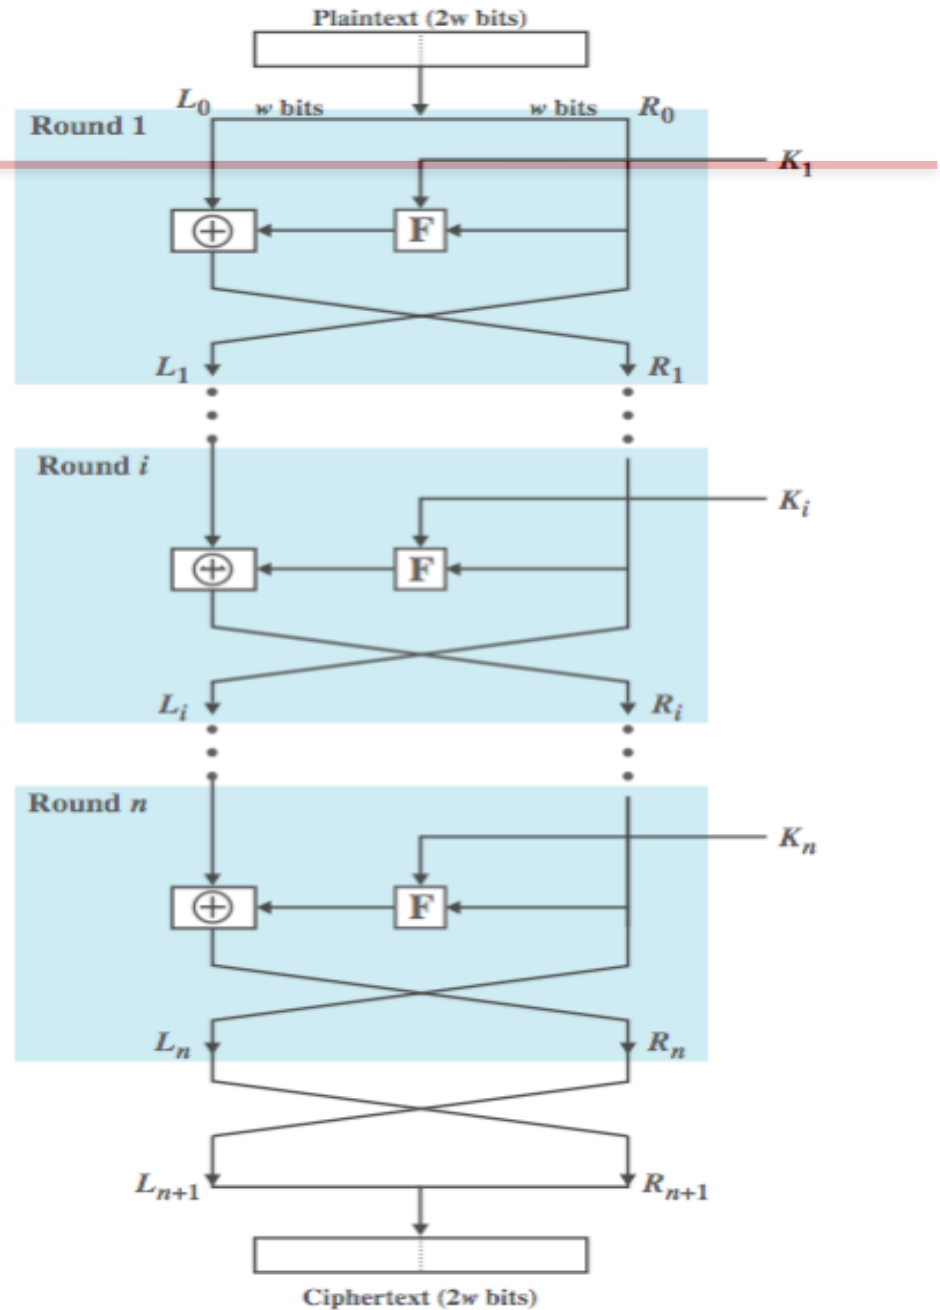 Plaintext (2w bits)
L₀ w bits w bits R₀
Round 1
K₁
⊕ F
L₁ R₁
Round i
Kᵢ
⊕ F
Lᵢ Rᵢ
Round n
Kₙ
⊕ F
Lₙ Rₙ
Lₙ₊₁ Rₙ₊₁
Ciphertext (2w bits)